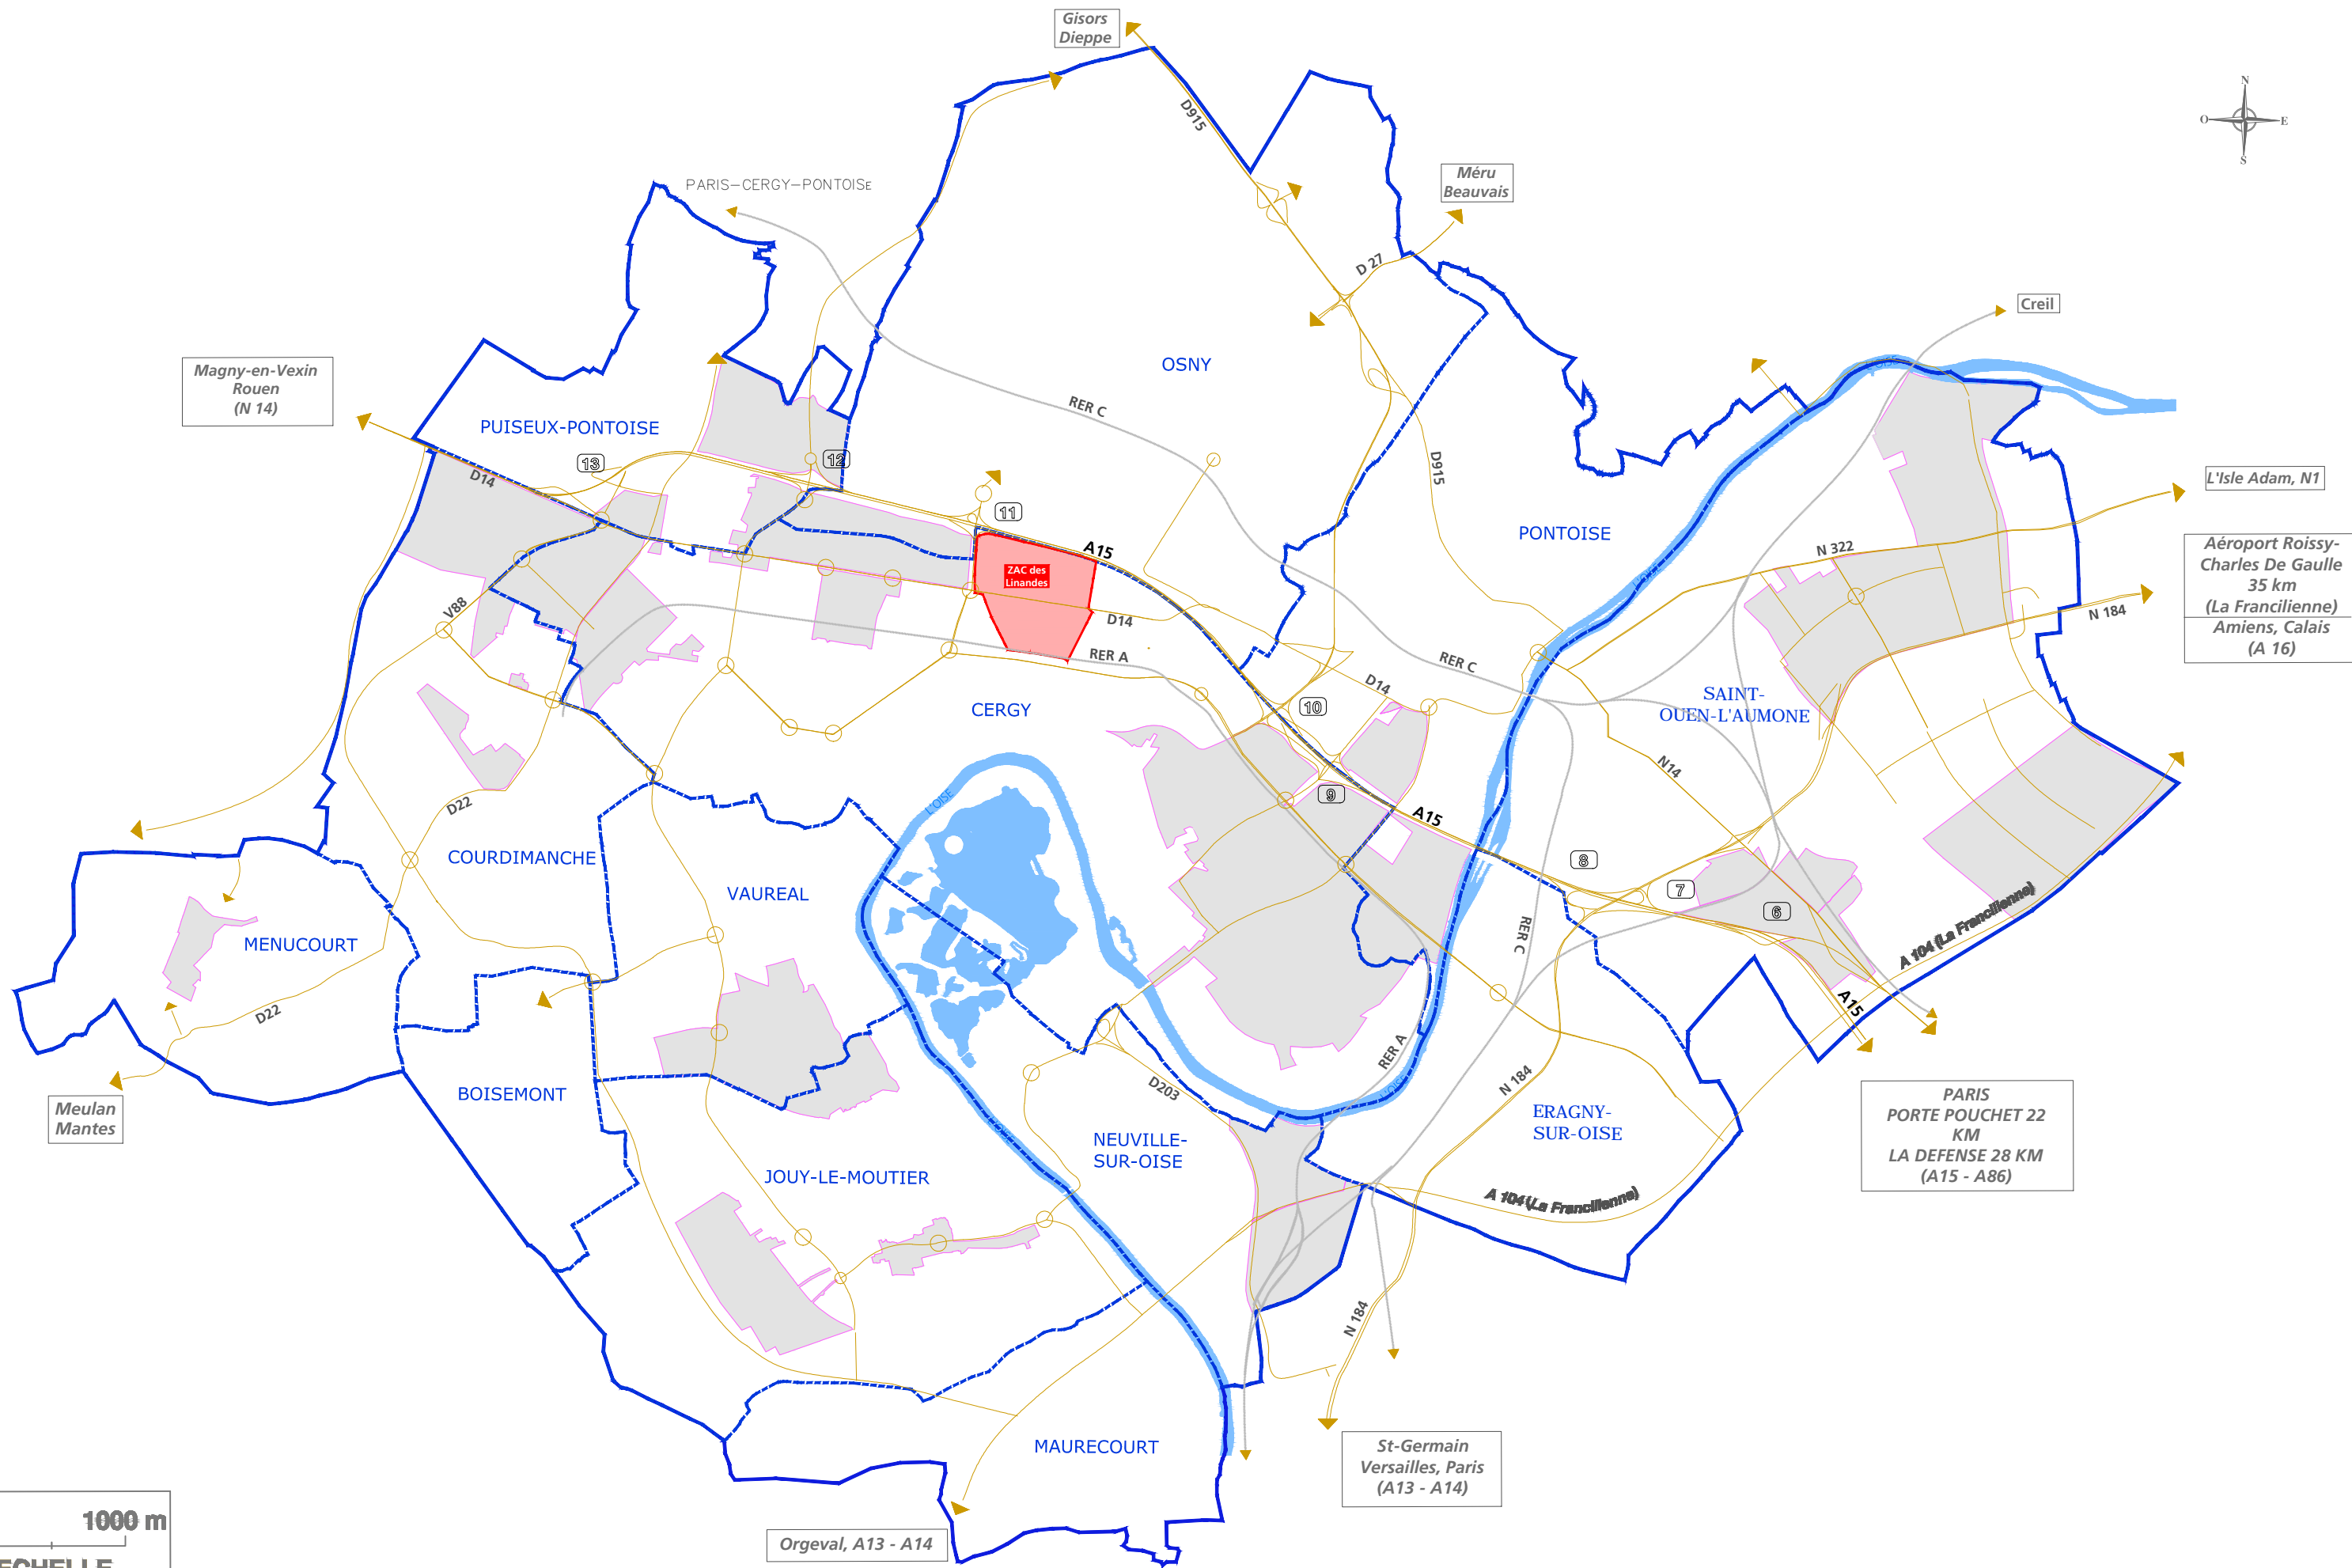 Gisors
Dieppe
N
O
E
S
D915
PARIS-CERGY-PONTOISE
Méru
Beauvais
D 27
Creil
Magny-en-Vexin
Rouen
(N 14)
OSNY
L'OISE
RER C
PUISEUX-PONTOISE
13
12
D14
D915
L'Isle Adam, N1
11
PONTOISE
A15
N 322
Aéroport Roissy-
Charles De Gaulle
35 km
(La Francilienne)
Amiens, Calais
(A 16)
ZAC des
Linandes
V88
D14
N 184
RER A
RER C
D14
SAINT-
OUEN-L'AUMONE
CERGY
10
N14
L'OISE
D22
9
A15
COURDIMANCHE
8
VAUREAL
7
6
A 104 (La Francilienne)
RER C
MENUCOURT
D22
A15
RER A
BOISEMONT
D203
N 184
Meulan
Mantes
ERAGNY-
SUR-OISE
PARIS
PORTE POUCHET 22
KM
LA DEFENSE 28 KM
(A15 - A86)
NEUVILLE-
SUR-OISE
JOUY-LE-MOUTIER
A 104 (La Francilienne)
N 184
MAURECOURT
St-Germain
Versailles, Paris
(A13 - A14)
1000 m
Orgeval, A13 - A14
ECHELLE